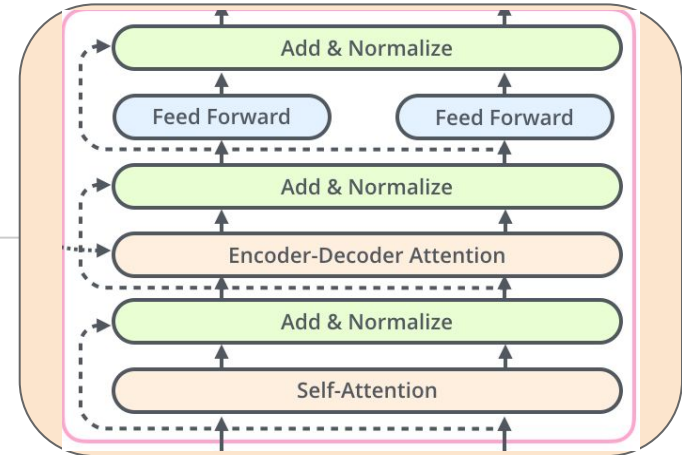 Add & Normalize
Feed Forward Feed Forward
Add & Normalize
Encoder-Decoder Attention
Add & Normalize
Self-Attention